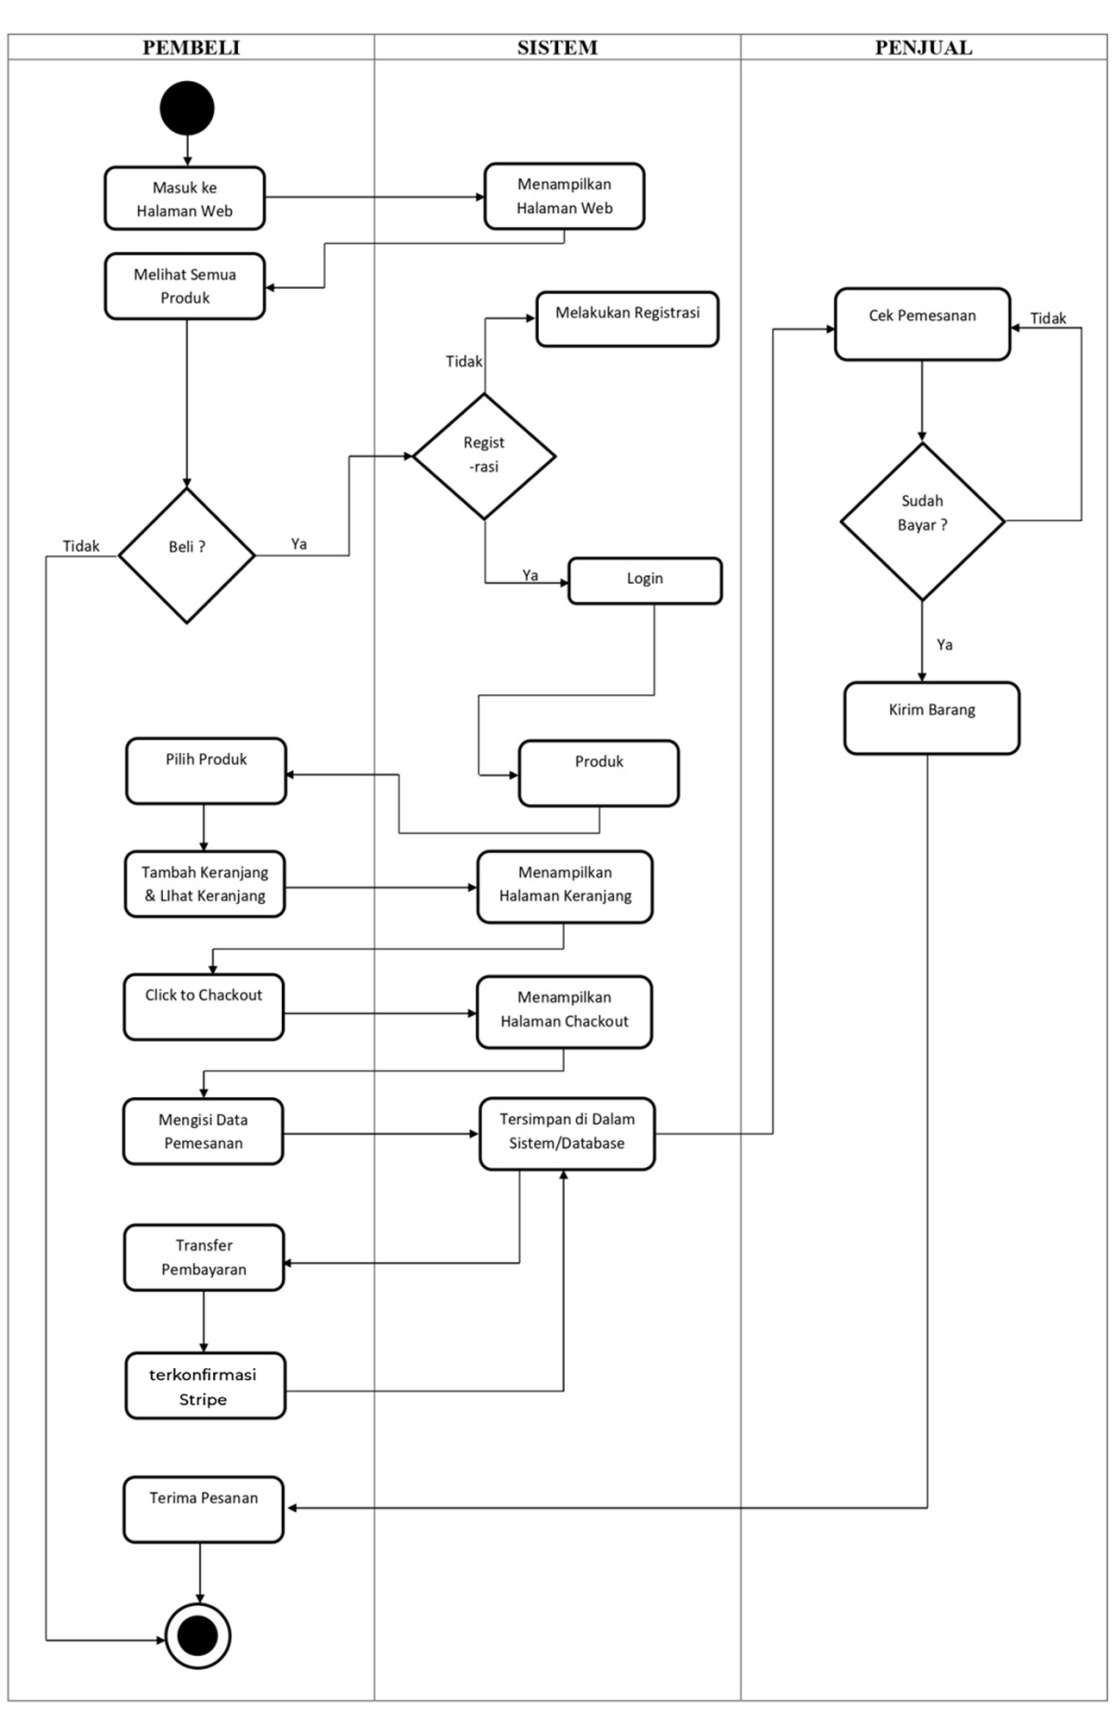 PEMBELI
SISTEM
PENJUAL
Masuk ke
Halaman Web
Menampilkan
Halaman Web
Melihat Semua
Produk
Melakukan Registrasi
Cek Pemesanan
Tidak
Tidak
Regist
-rasi
Sudah
Bayar ?
Tidak
Beli ?
Ya
Ya
Login
Ya
Kirim Barang
Pilih Produk
Produk
Tambah Keranjang
& LIhat Keranjang
Menampilkan
Halaman Keranjang
Click to Chackout
Menampilkan
Halaman Chackout
Mengisi Data
Pemesanan
Tersimpan di Dalam
Sistem/Database
Transfer
Pembayaran
terkonfirmasi
Stripe
Terima Pesanan